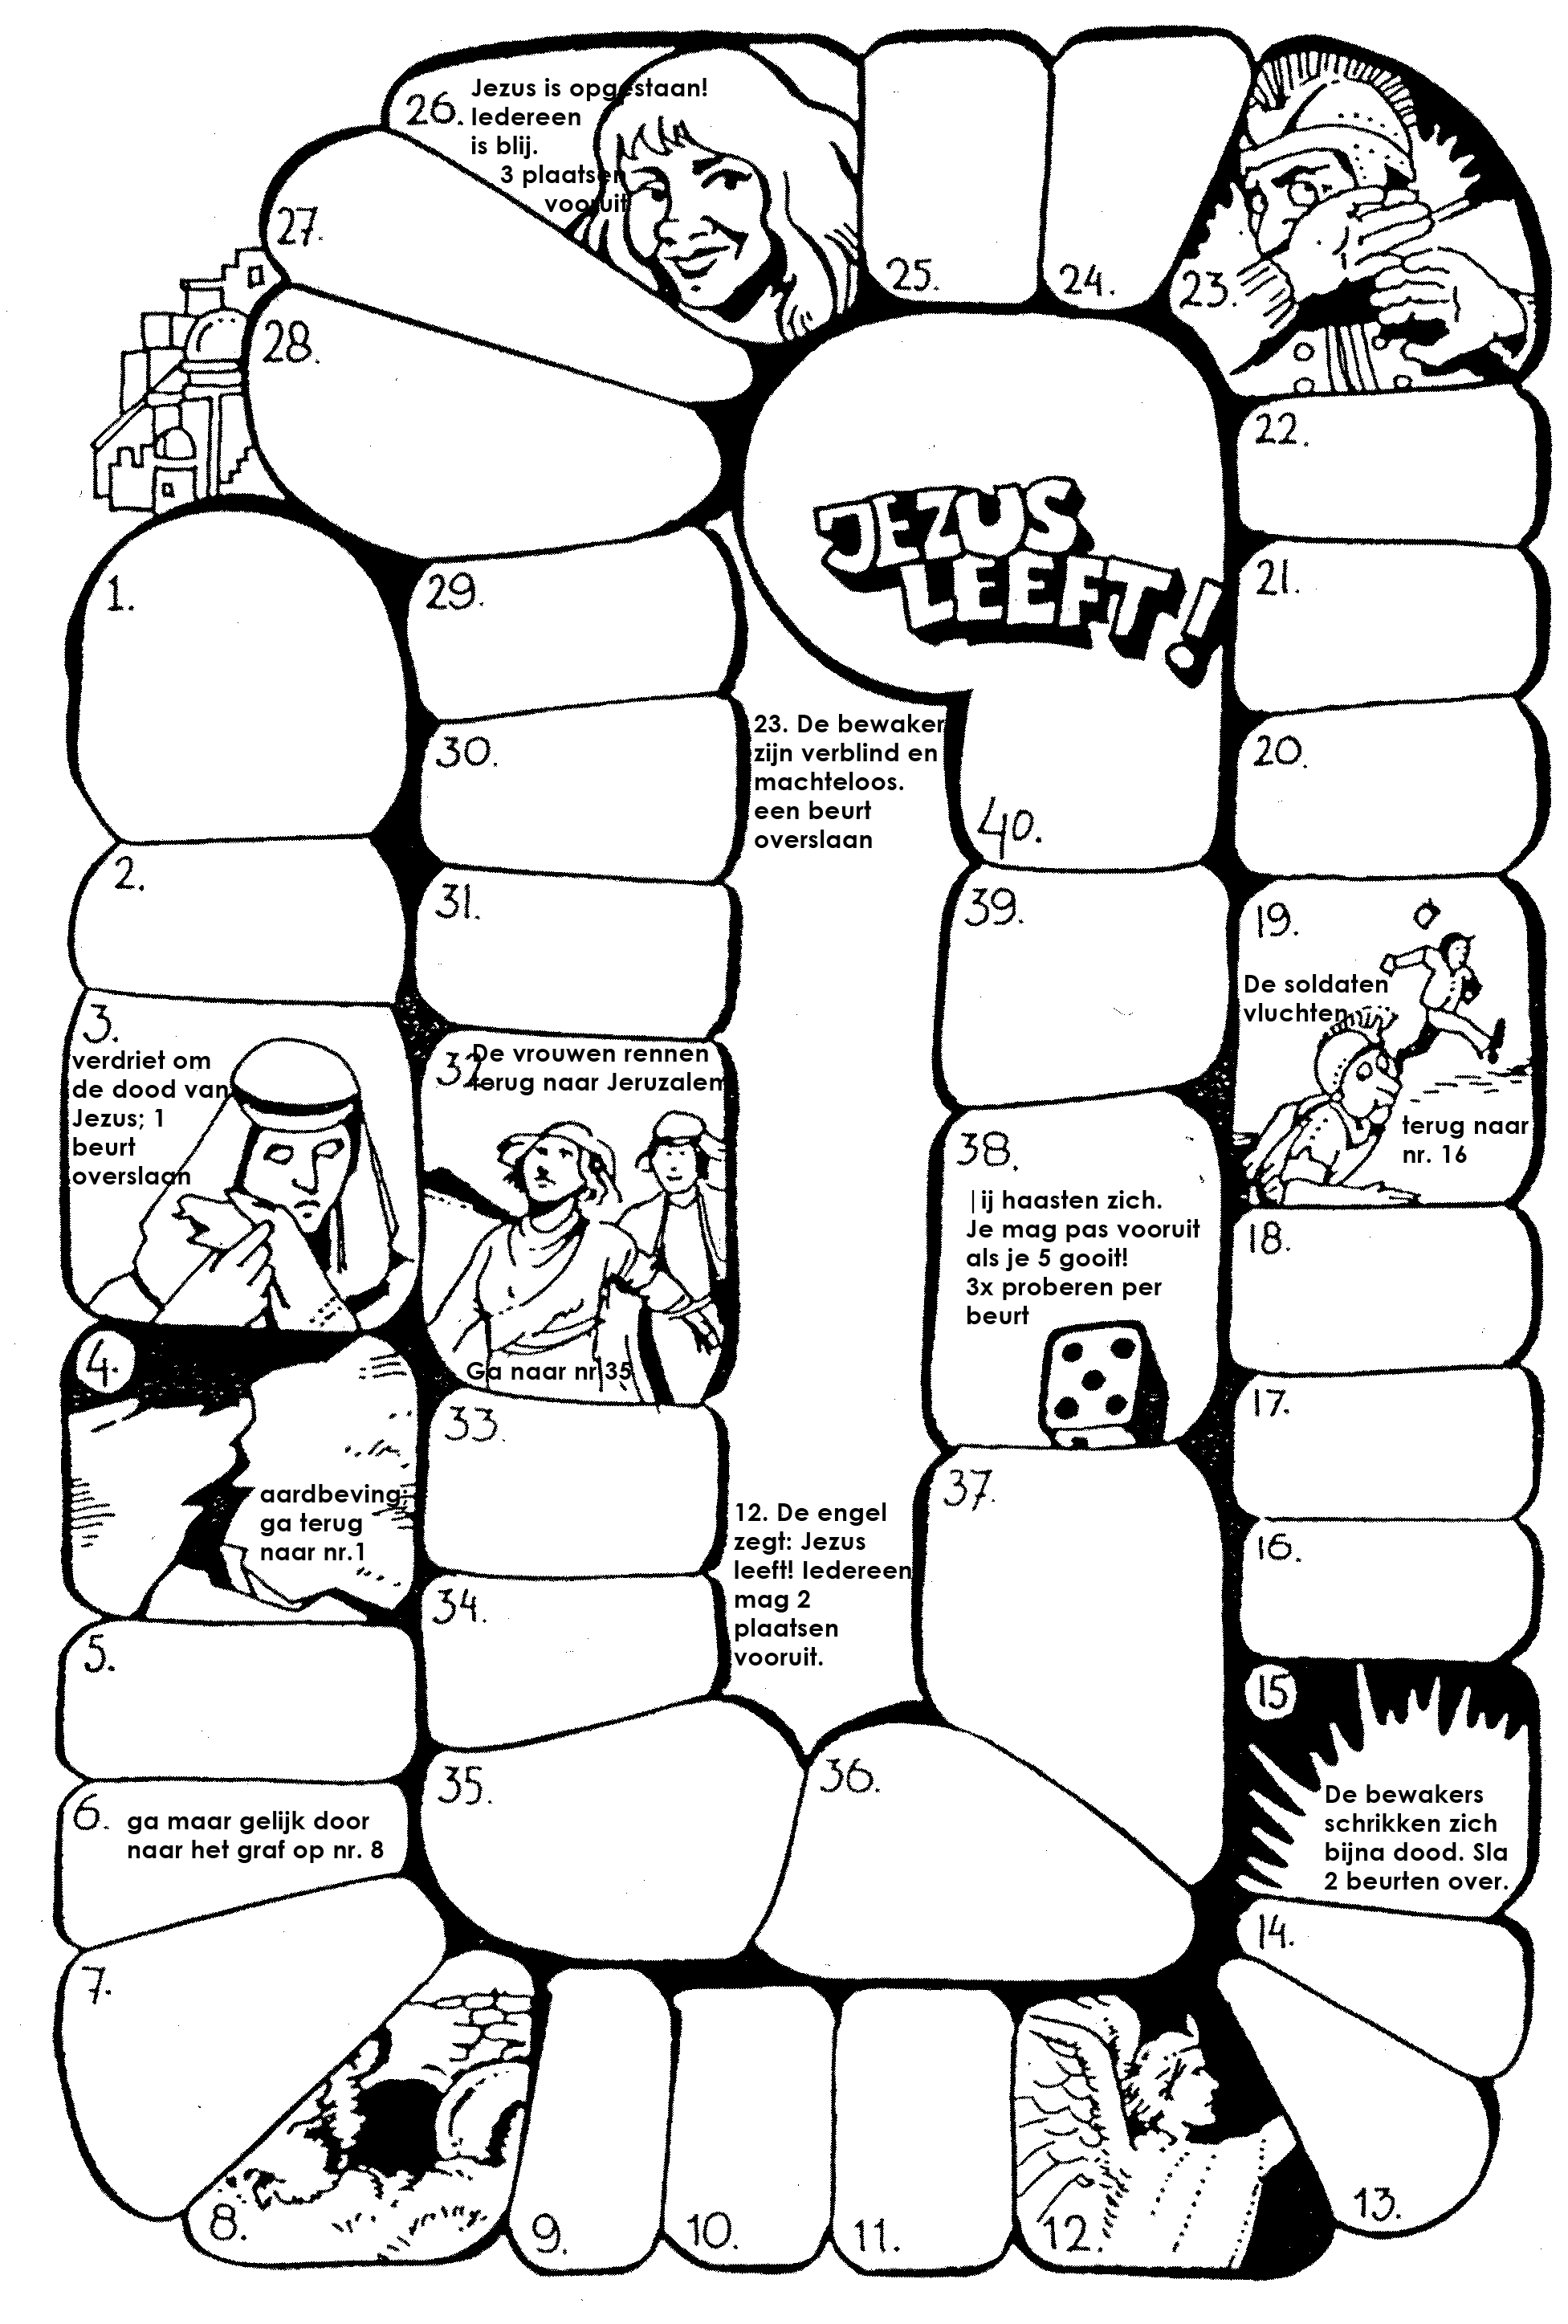 26. Jezus is opgestaan!
Iedereen
is blij.
3 plaatsen
vooruit
25.
24.
23.
27.
28.
22.
JEZUS
LEEFT!
21.
1.
29.
23. De bewaker
zijn verblind en
machteloos.
een beurt
overslaan
30.
20.
40.
2.
31.
39.
19.
De soldaten
vluchten
terug naar
nr. 16
3.
verdriet om
de dood van
Jezus; 1
beurt
overslaan
32. De vrouwen rennen
terug naar Jeruzalem
Ga naar nr 35
38.
ij haasten zich.
Je mag pas vooruit
als je 5 gooit!
3x proberen per
beurt
18.
4.
aardbeving;
ga terug
naar nr.1
33.
17.
37.
12. De engel
zegt: Jezus
leeft! Iedereen
mag 2
plaatsen
vooruit.
16.
34.
5.
15
De bewakers
schrikken zich
bijna dood. Sla
2 beurten over.
35.
36.
6. ga maar gelijk door
naar het graf op nr. 8
14.
7.
8.
9.
10.
11.
12.
13.